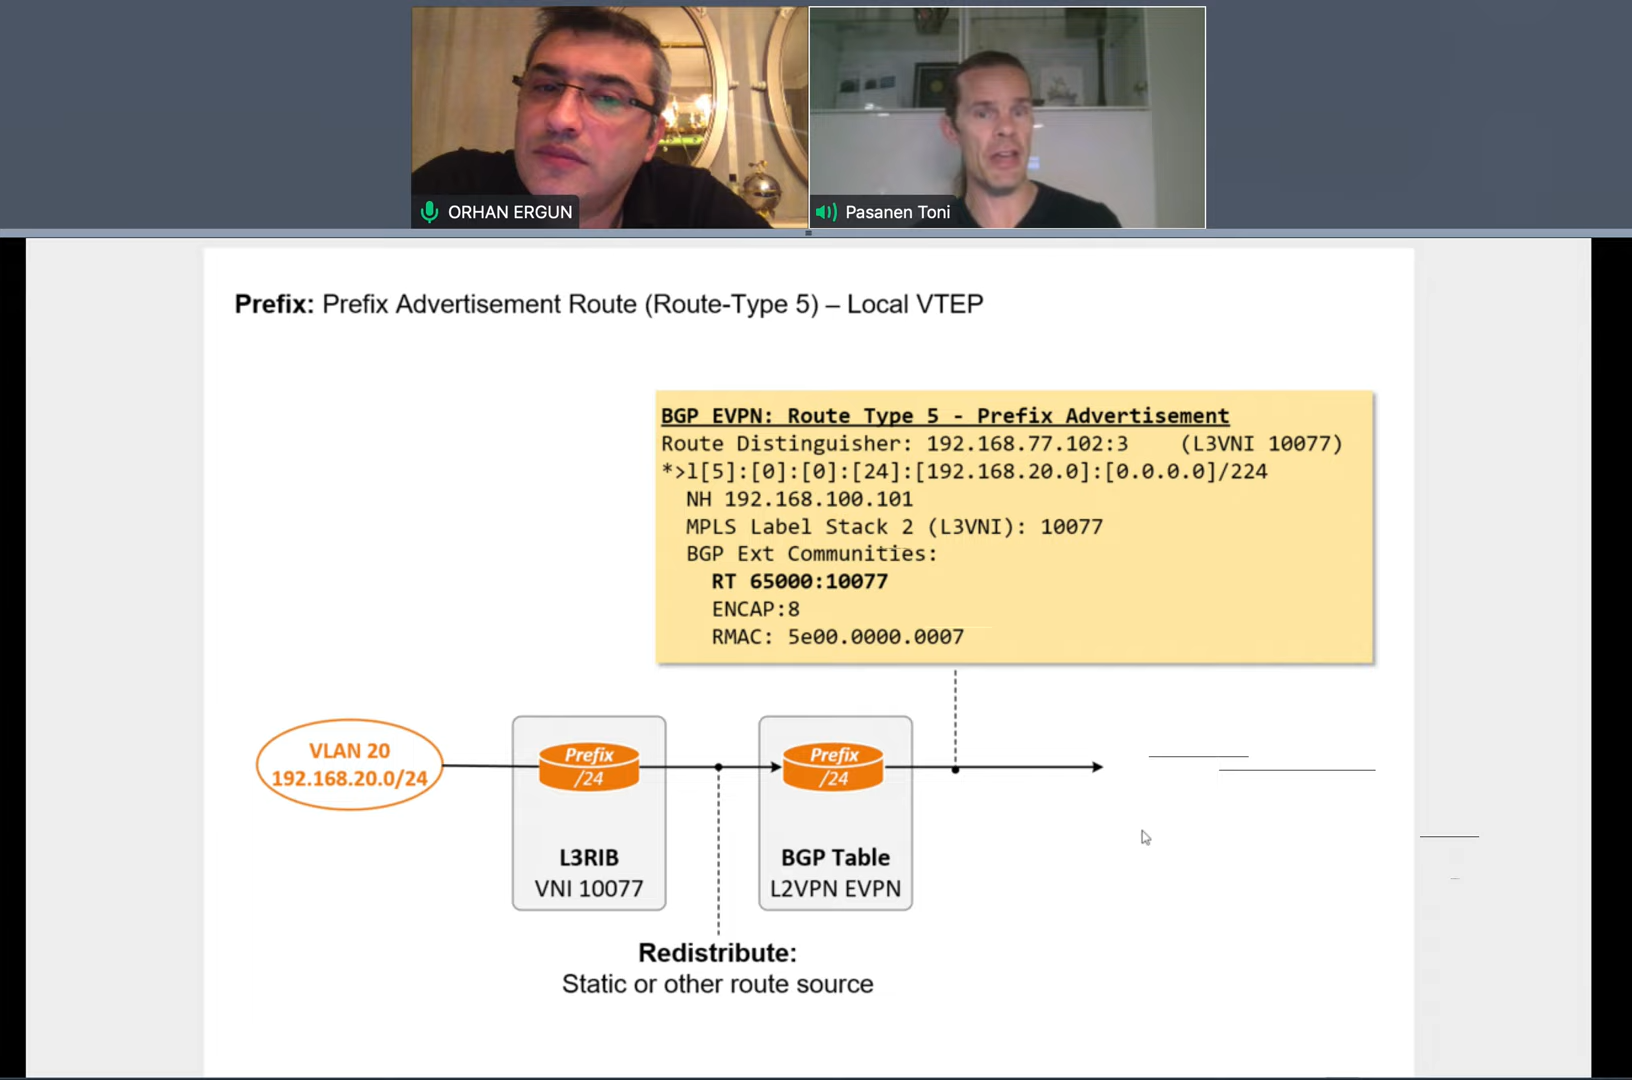 ORHAN ERGUN
Pasanen Toni
Prefix: Prefix Advertisement Route (Route-Type 5) – Local VTEP
BGP EVPN: Route Type 5 - Prefix Advertisement
Route Distinguisher: 192.168.77.102:3 (L3VNI 10077)
*>l[5]:[0]:[0]:[24]:[192.168.20.0]:[0.0.0.0]/224
NH 192.168.100.101
MPLS Label Stack 2 (L3VNI): 10077
BGP Ext Communities:
RT 65000:10077
ENCAP:8
RMAC: 5e00.0000.0007
VLAN 20
192.168.20.0/24
Prefix
/24
L3RIB
VNI 10077
Prefix
/24
BGP Table
L2VPN EVPN
Redistribute:
Static or other route source